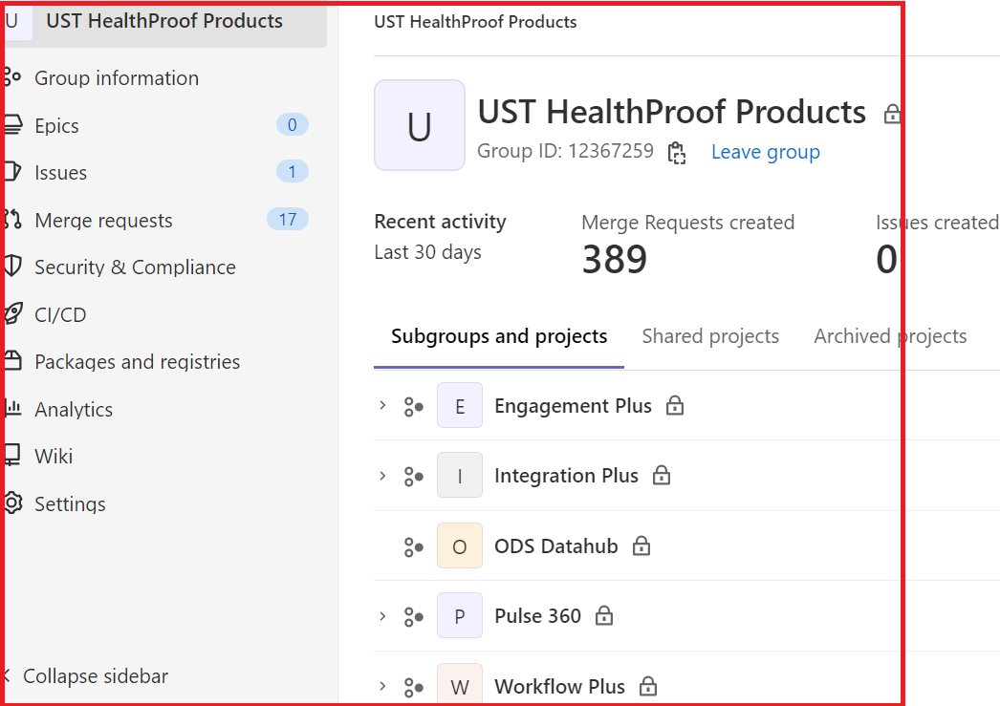 U UST HealthProof Products
Group information
Epics 0
Issues 1
Merge requests 17
Security & Compliance
CI/CD
Packages and registries
Analytics
Wiki
Settings
Collapse sidebar
UST HealthProof Products
U
UST HealthProof Products
Group ID: 12367259 Leave group
Recent activity
Last 30 days
Merge Requests created
389
Issues created
0
Subgroups and projects Shared projects Archived projects
E Engagement Plus
I Integration Plus
O ODS Datahub
P Pulse 360
W Workflow Plus